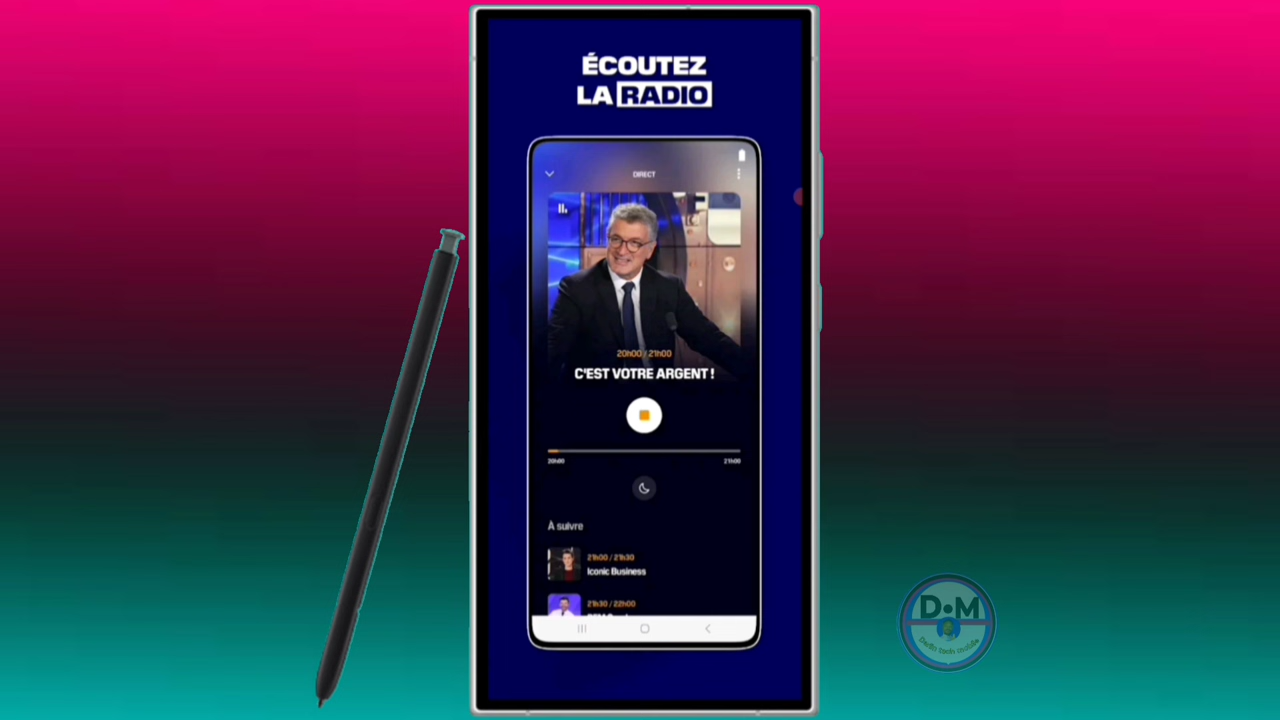 ÉCOUTEZ
LA RADIO
DIRECT
20h00 / 21h00
C'EST VOTRE ARGENT !
20h00
21h00
À suivre
21h00 / 21h30
Iconic Business
21h30 / 22h00
D•M